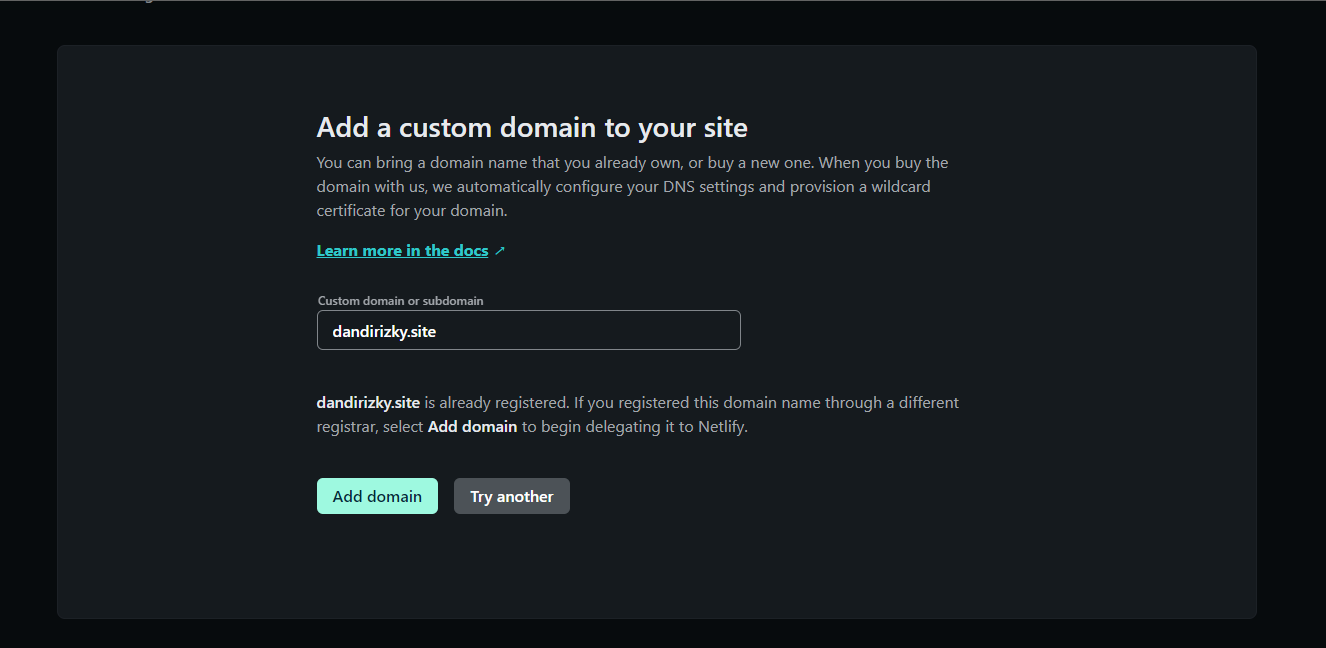 Add a custom domain to your site
You can bring a domain name that you already own, or buy a new one. When you buy the
domain with us, we automatically configure your DNS settings and provision a wildcard
certificate for your domain.
Learn more in the docs ↗
Custom domain or subdomain
dandirizky.site
dandirizky.site is already registered. If you registered this domain name through a different
registrar, select Add domain to begin delegating it to Netlify.
Add domain Try another